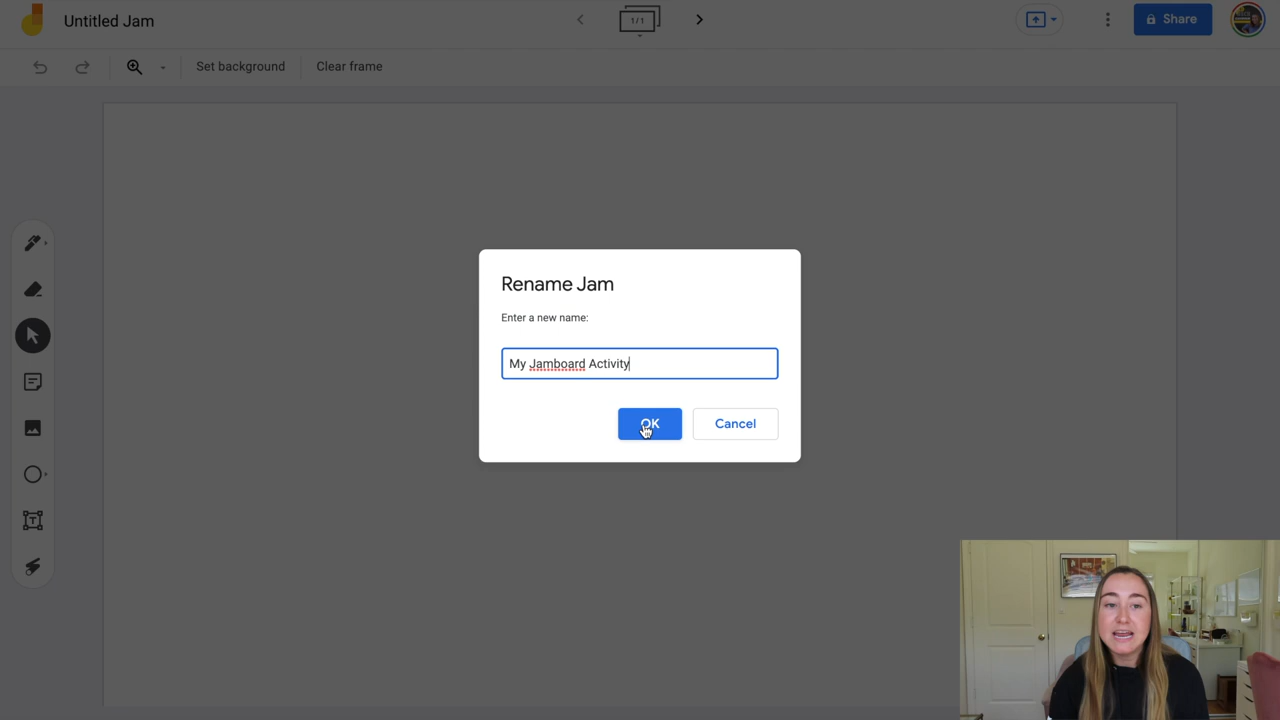 Untitled Jam
1/1
Share
Set background
Clear frame
Rename Jam
Enter a new name:
My Jamboard Activity
OK
Cancel